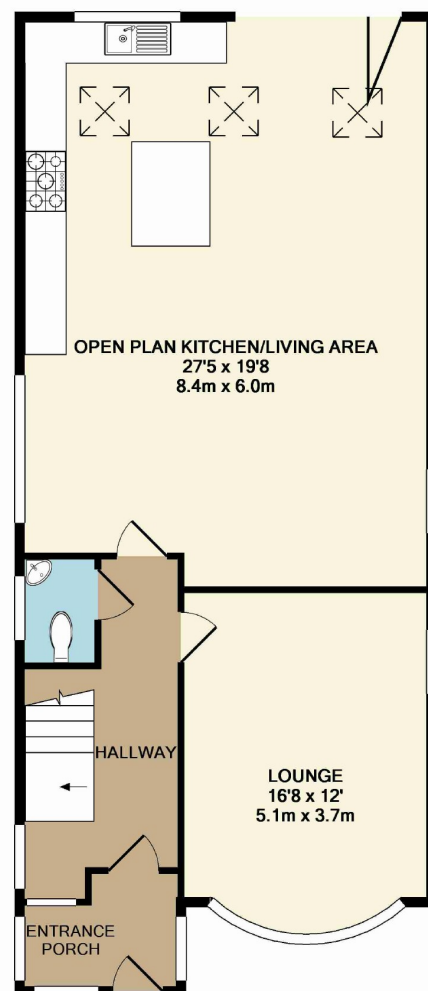 OPEN PLAN KITCHEN/LIVING AREA
27'5 x 19'8
8.4m x 6.0m
HALLWAY
LOUNGE
16'8 x 12'
5.1m x 3.7m
ENTRANCE
PORCH